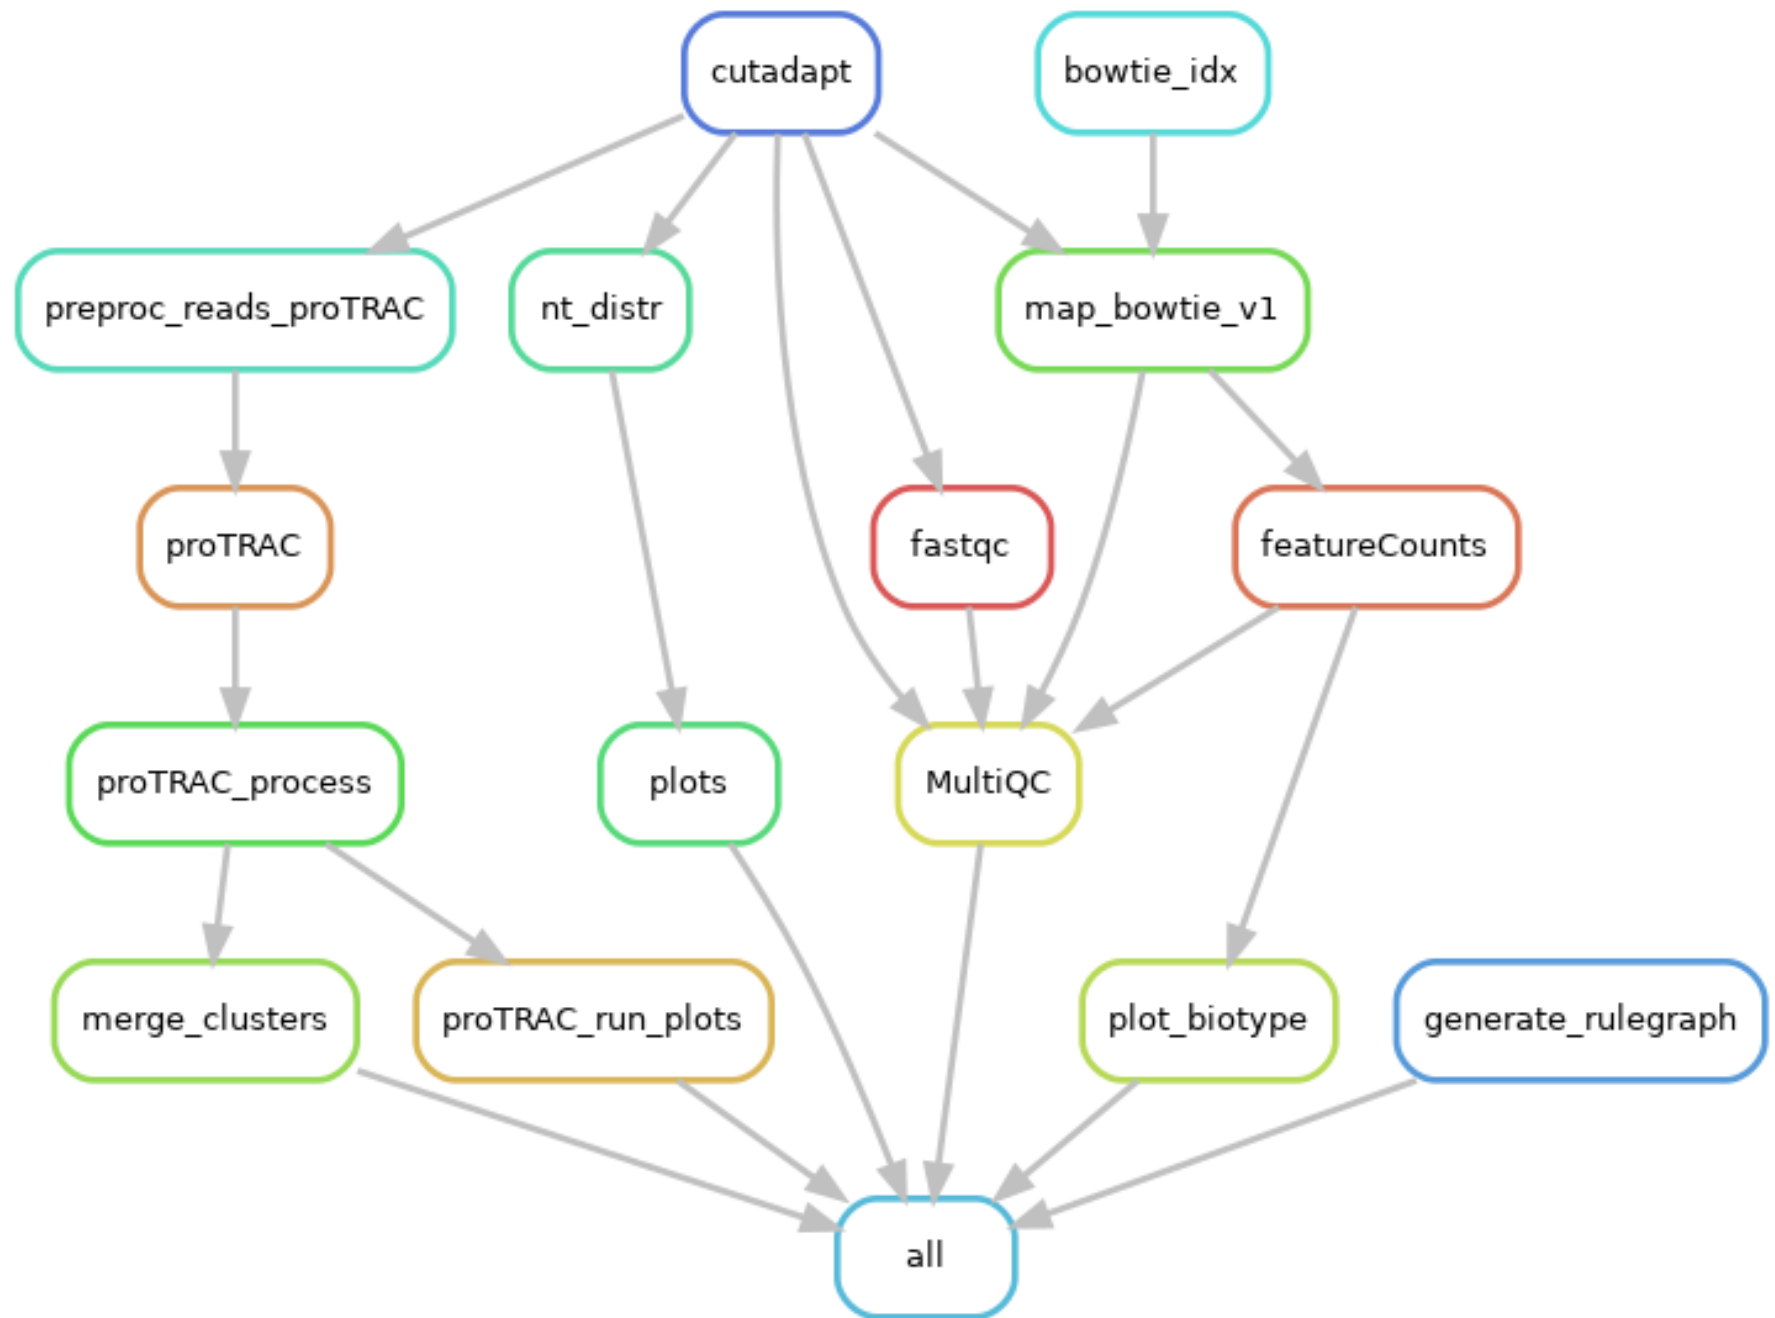 cutadapt
bowtie_idx
preproc_reads_proTRAC
nt_distr
map_bowtie_v1
proTRAC
fastqc
featureCounts
proTRAC_process
plots
MultiQC
merge_clusters
proTRAC_run_plots
plot_biotype
generate_rulegraph
all